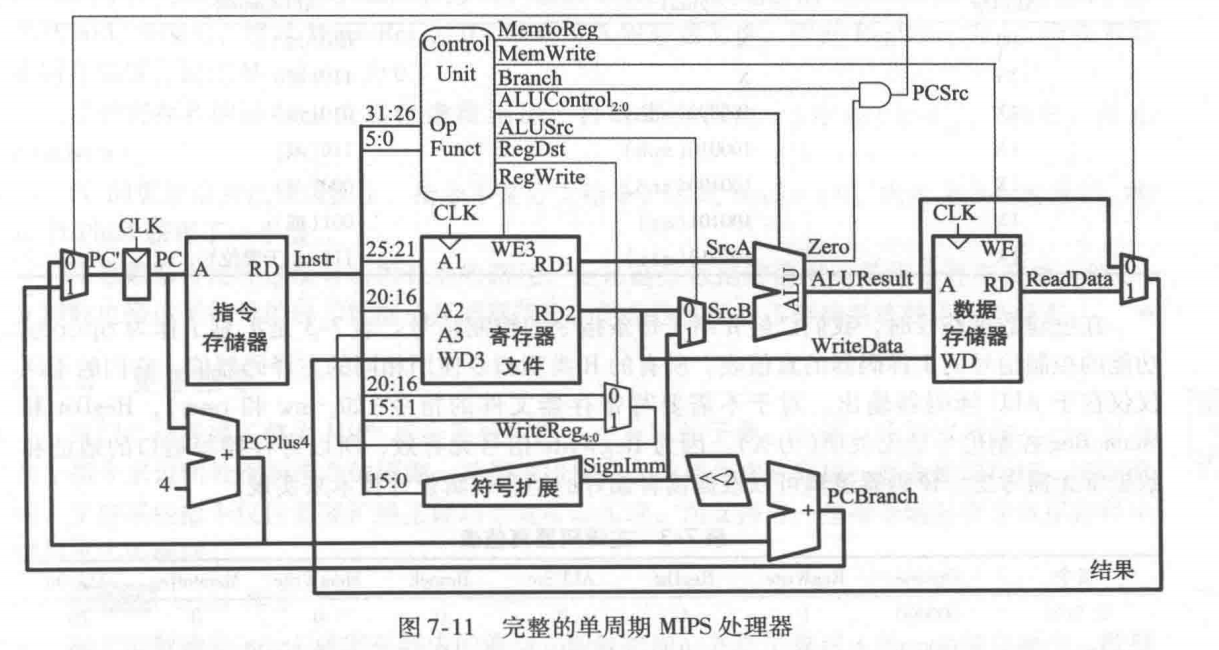 Control
Unit
MemtoReg
MemWrite
Branch
ALUControl2:0
PCSrc
31:26
Op
ALUSrc
5:0
Funct
RegDst
RegWrite
CLK
CLK
CLK
0
1
PC'
PC
A
RD
Instr
指令
存储器
25:21
A1
WE3
RD1
SrcA
Zero
WE
20:16
A2
RD2
0
1
SrcB
ALU
ALUResult
A
RD
ReadData
0
1
A3
寄存器
数据
WriteData
存储器
WD3
文件
WD
20:16
0
15:11
1
WriteReg4:0
PCPlus4
SignImm
+
4
15:0
符号扩展
<<2
+
PCBranch
结果
图 7-11 完整的单周期 MIPS 处理器